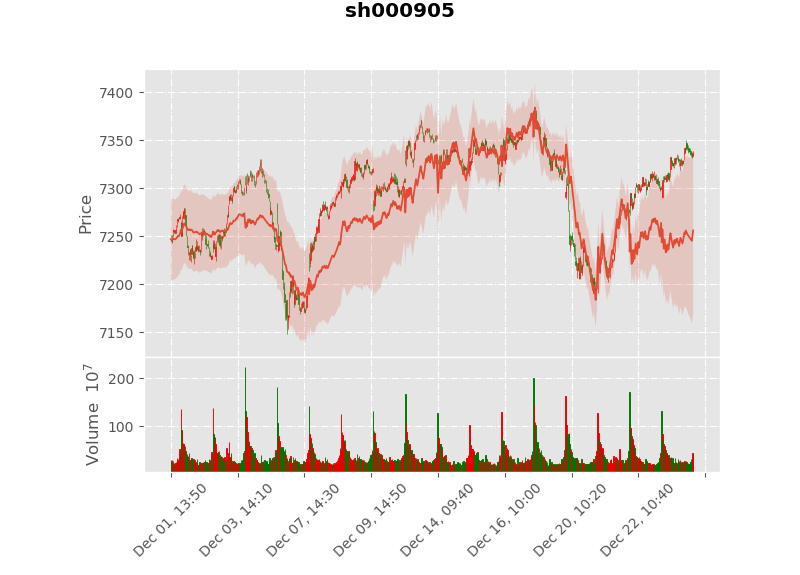 sh000905
7400
7350
7300
7250
7200
7150
Price
200
100
Volume 10^7
Dec 01, 13:50
Dec 03, 14:10
Dec 07, 14:30
Dec 09, 14:50
Dec 14, 09:40
Dec 16, 10:00
Dec 20, 10:20
Dec 22, 10:40